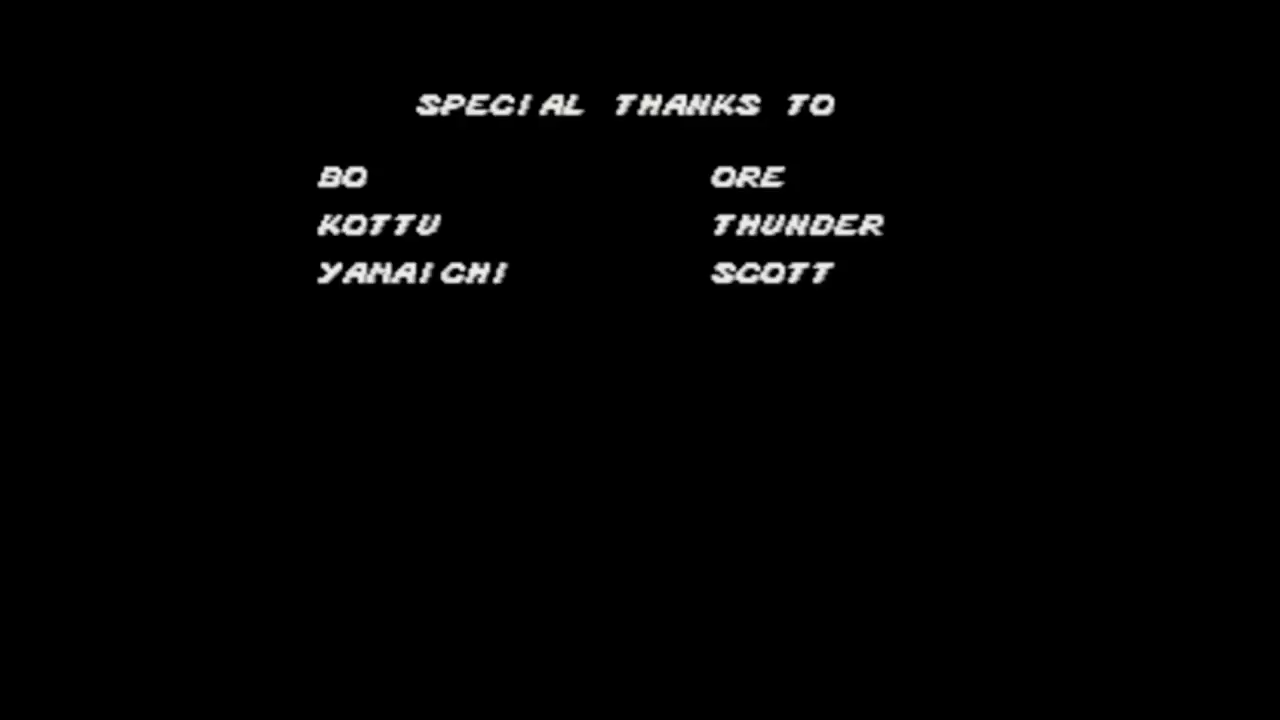 SPECIAL THANKS TO
BO ORE
KOTTU THUNDER
YAMAICHI SCOTT